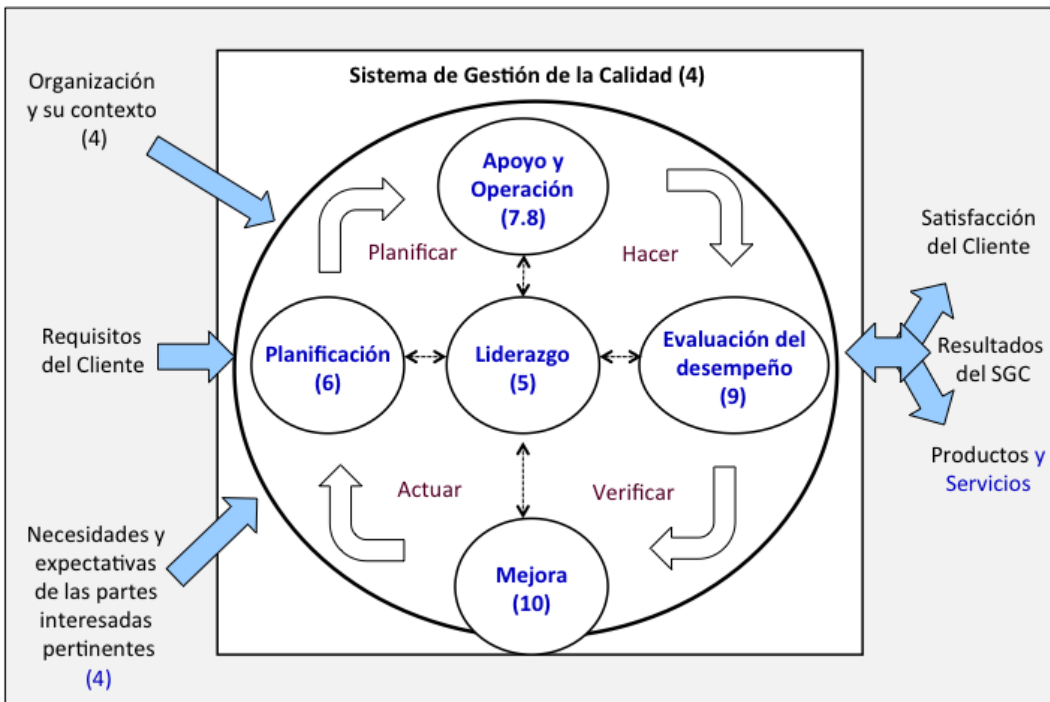 Sistema de Gestión de la Calidad (4)
Organización
y su contexto
(4)
Apoyo y
Operación
(7.8)
Planificar
Hacer
Satisfacción
del Cliente
Requisitos
del Cliente
Planificación
(6)
Liderazgo
(5)
Evaluación del
desempeño
(9)
Resultados
del SGC
Productos y
Servicios
Actuar
Verificar
Necesidades y
expectativas
de las partes
interesadas
pertinentes
(4)
Mejora
(10)